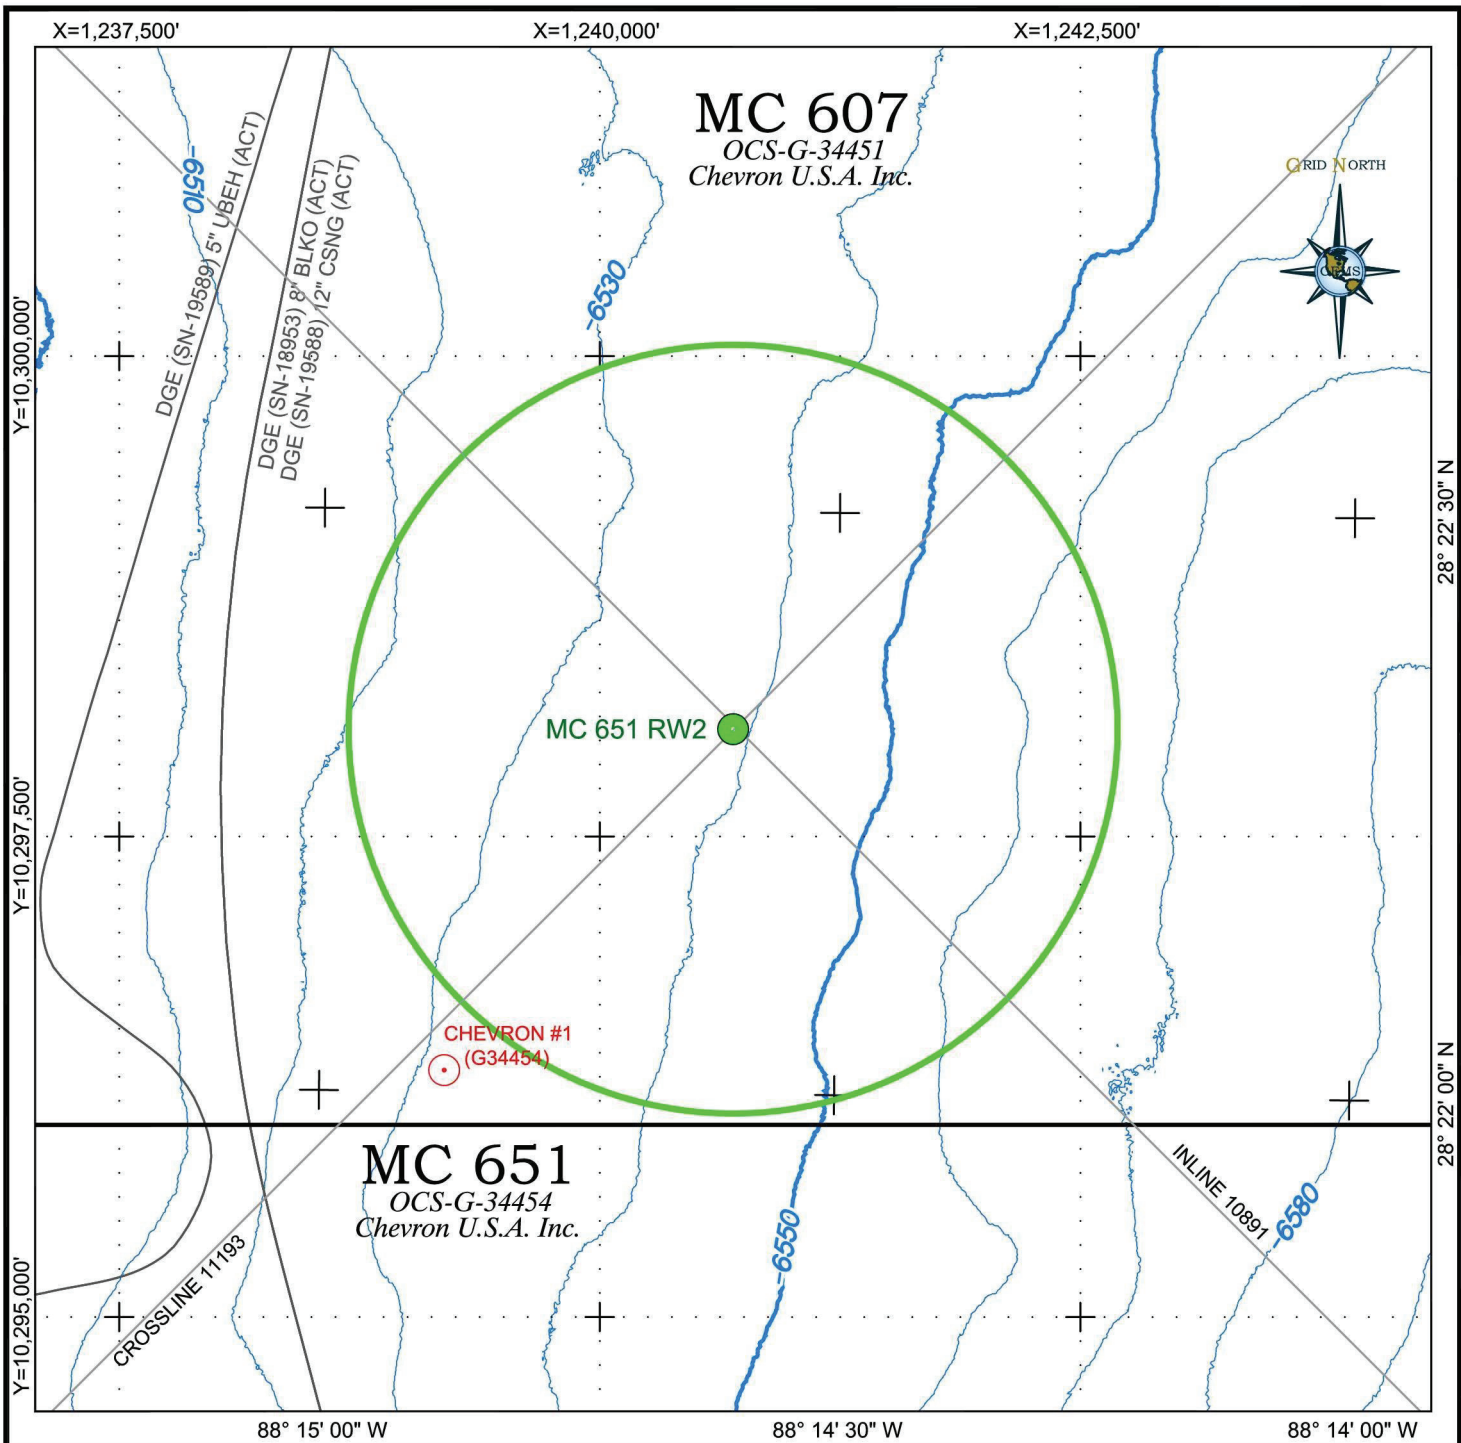 X=1,237,500'
X=1,240,000'
X=1,242,500'
MC 607
OCS-G-34451
Chevron U.S.A. Inc.
GRID NORTH
GEMS
-6510
DGE (SN-19589) 5" UBEH (ACT)
DGE (SN-18953) 8" BLKO (ACT)
DGE (SN-19588) 12" CSNG (ACT)
-6530
Y=10,300,000'
28° 22' 30" N
MC 651 RW2
Y=10,297,500'
CHEVRON #1
(G34454)
28° 22' 00" N
MC 651
OCS-G-34454
Chevron U.S.A. Inc.
INLINE 10891
-6580
-6550
CROSSLINE 11193
Y=10,295,000'
88° 15' 00" W
88° 14' 30" W
88° 14' 00" W